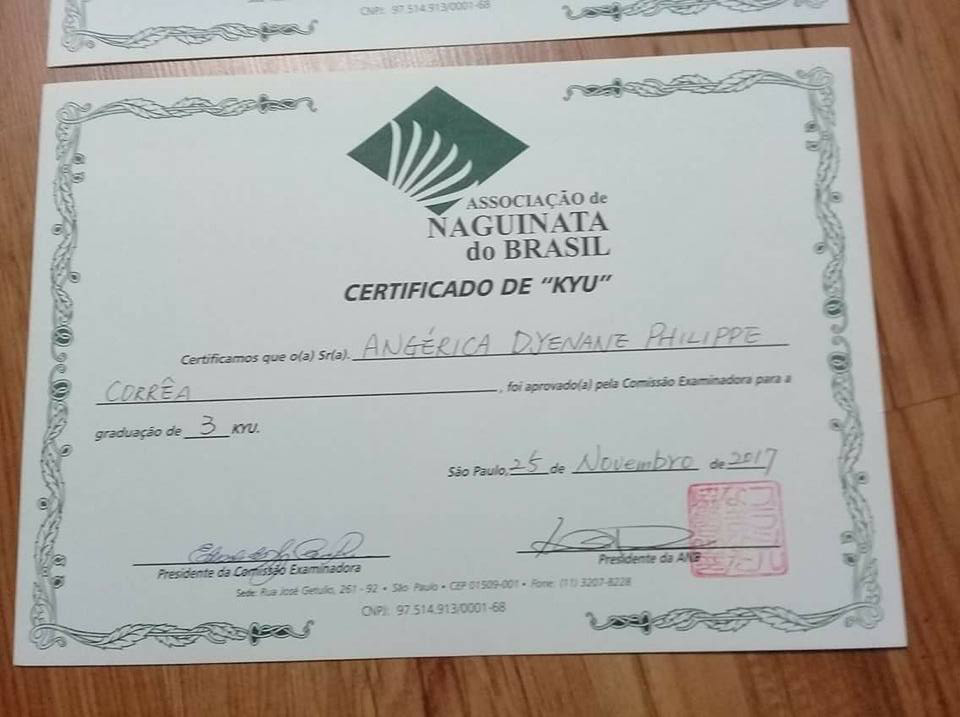 CNPJ: 97.514.913/0001-68
ASSOCIAÇÃO de
NAGUINATA
do BRASIL
CERTIFICADO DE "KYU"
Certificamos que o(a) Sr(a). ANGÉRICA DJENANE PHILIPPE
CORRÊA , foi aprovado(a) pela Comissão Examinadora para a
graduação de 3 KYU.
São Paulo, 25 de Novembro de 2017
Presidente da Comissão Examinadora
Presidente da ANB
Sede: Rua José Getulio, 261 - 92 • São Paulo • CEP 01509-001 • Fone: (11) 3207-8228
CNPJ: 97.514.913/0001-68